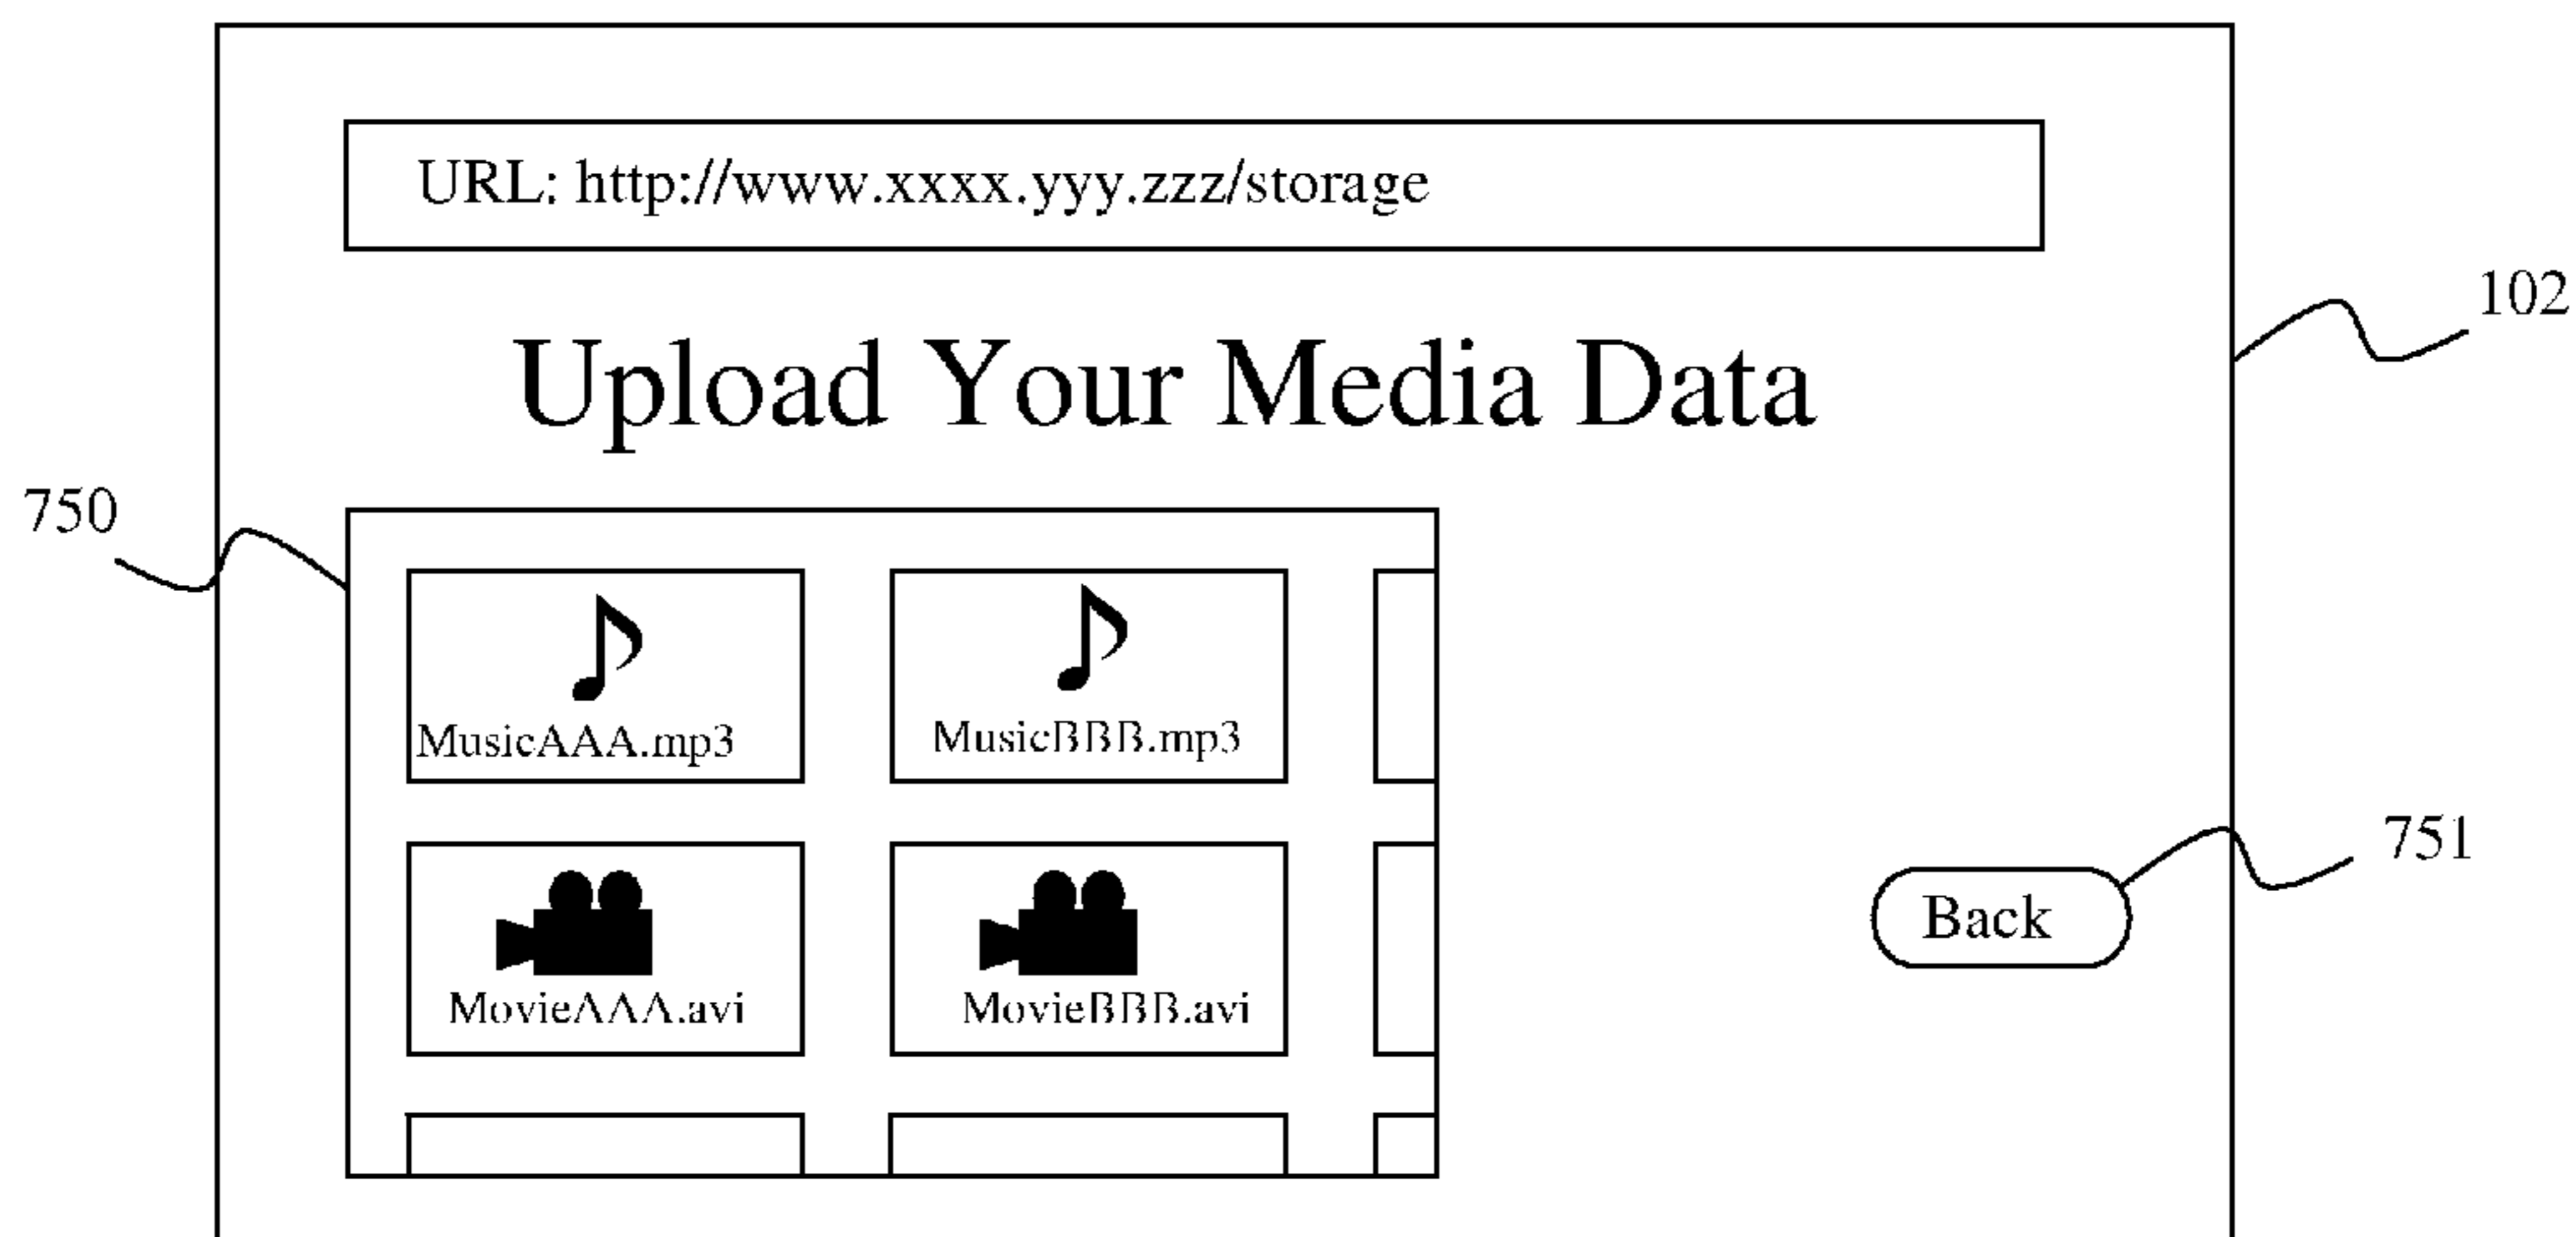 URL: http://www.xxxx.yyy.zzz/storage
102
Upload Your Media Data
750
MusicAAA.mp3
MusicBBB.mp3
751
Back
MovieAAA.avi
MovieBBB.avi